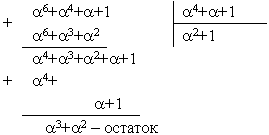 + α⁶+α⁴+α+1 α⁴+α+1
α⁶+α³+α² α²+1
α⁴+α³+α²+α+1
+ α⁴+
α+1
α³+α² – остаток